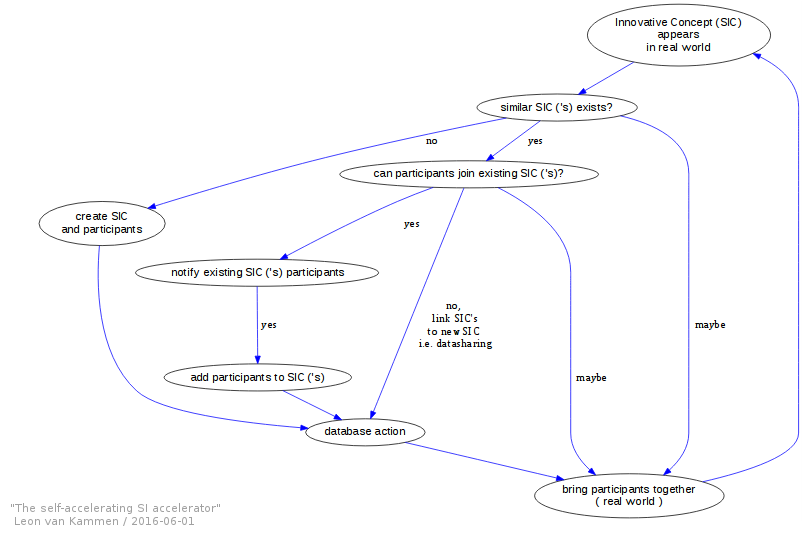 Innovative Concept (SIC)
appears
in real world
similar SIC ('s) exists?
no
yes
can participants join existing SIC ('s)?
create SIC
and participants
yes
notify existing SIC ('s) participants
no,
link SIC's
to new SIC
i.e. datasharing
yes
maybe
maybe
add participants to SIC ('s)
database action
bring participants together
( real world )
"The self-accelerating SI accelerator"
Leon van Kammen / 2016-06-01